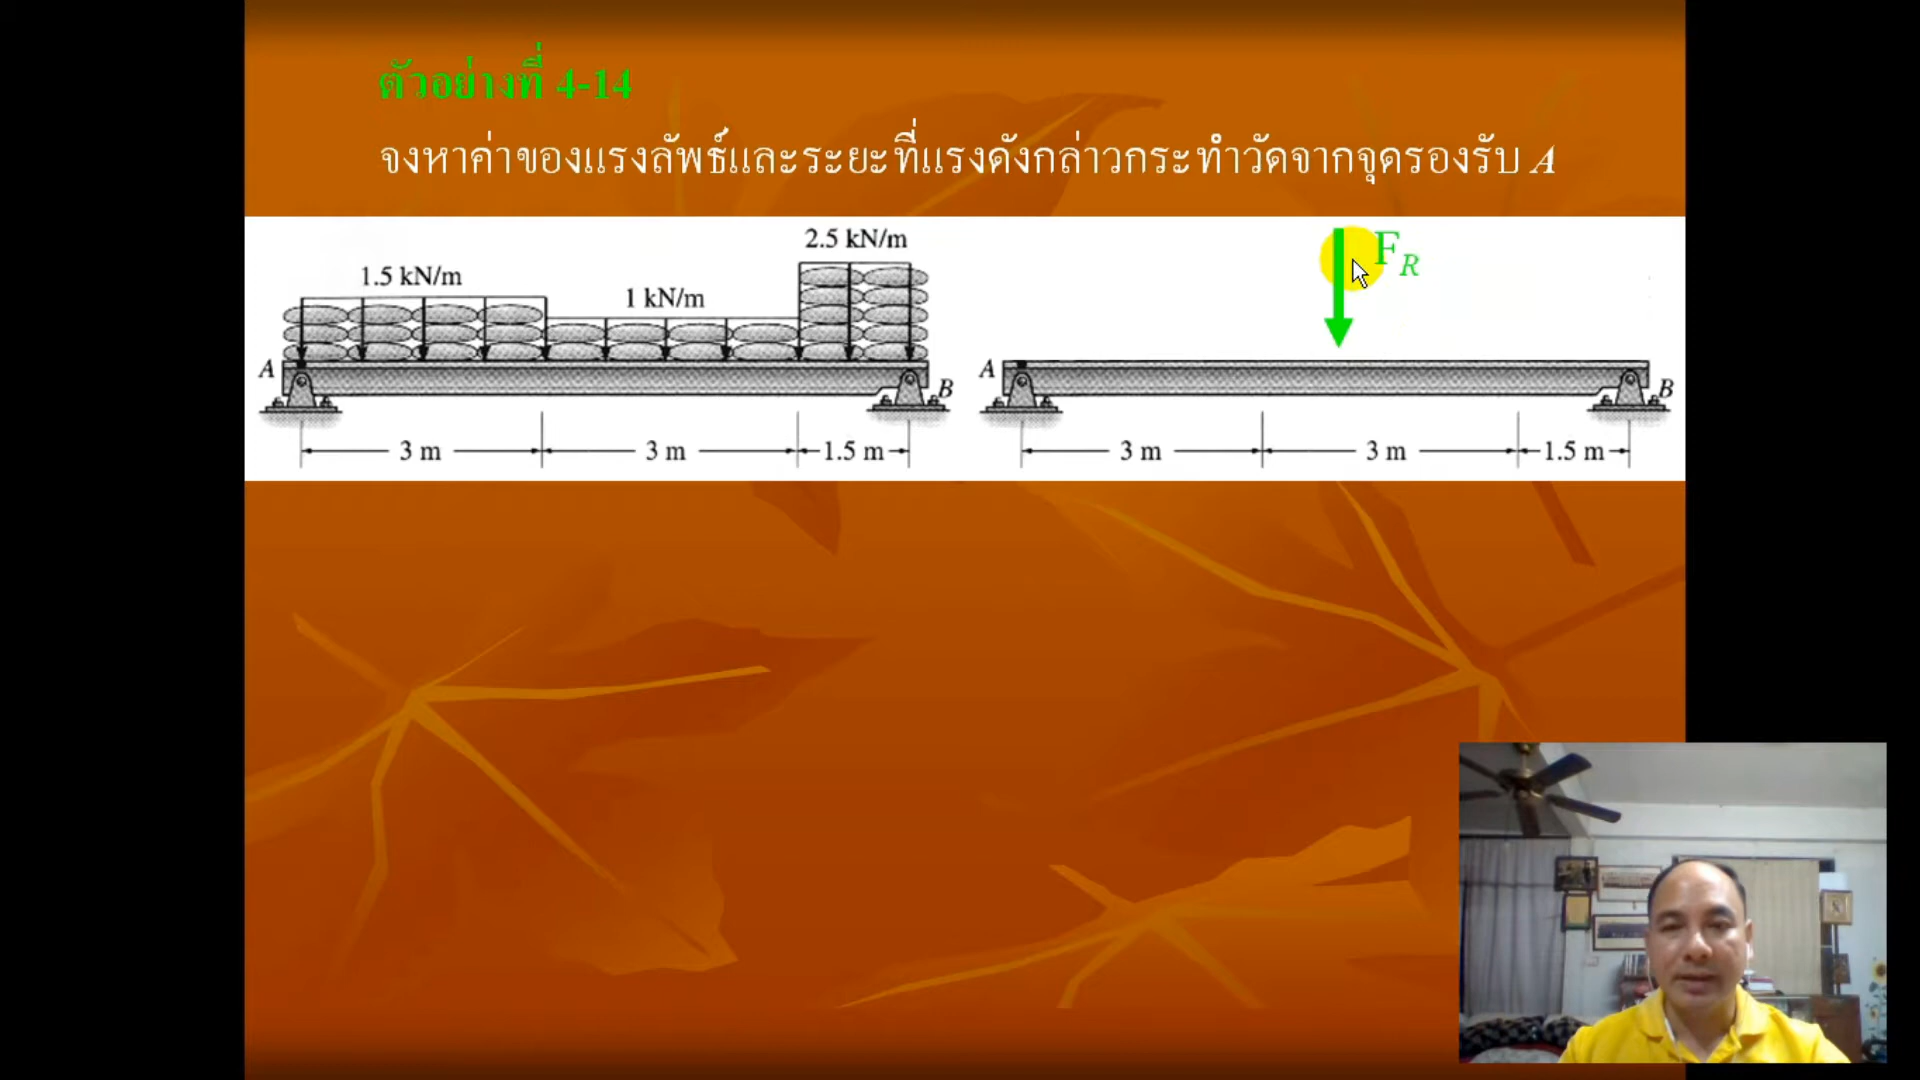 ตัวอย่างที่ 4-14
จงหาค่าของแรงลัพธ์และระยะที่แรงดังกล่าวกระทำวัดจากจุดรองรับ A
2.5 kN/m
1.5 kN/m
1 kN/m
A
B
3 m
3 m
1.5 m
F R
A
B
3 m
3 m
1.5 m